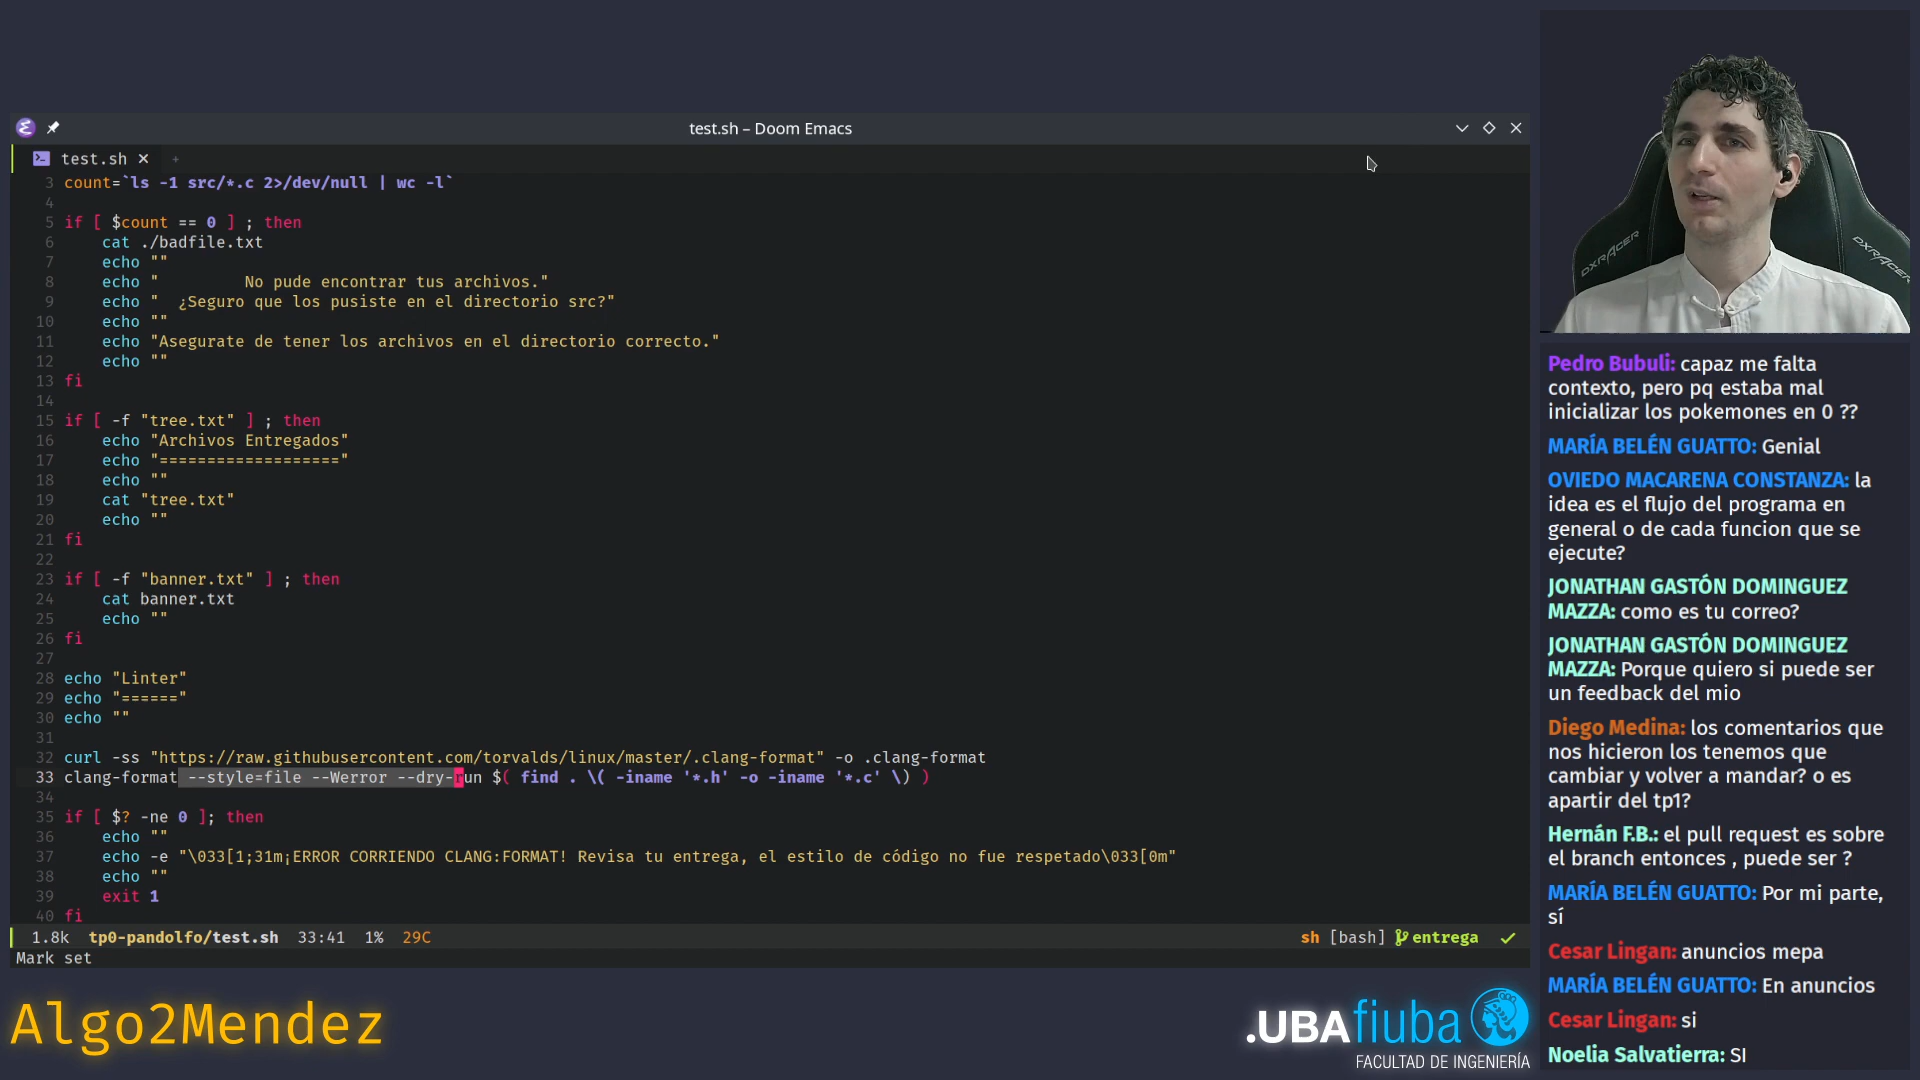 test.sh – Doom Emacs
test.sh
3 count=`ls -1 src/*.c 2>/dev/null | wc -l`
4
5 if [ $count == 0 ] ; then
6     cat ./badfile.txt
7     echo ""
8     echo "         No pude encontrar tus archivos."
9     echo "  ¿Seguro que los pusiste en el directorio src?"
10     echo ""
11     echo "Asegurate de tener los archivos en el directorio correcto."
12     echo ""
13 fi
14
15 if [ -f "tree.txt" ] ; then
16     echo "Archivos Entregados"
17     echo "==================="
18     echo ""
19     cat "tree.txt"
20     echo ""
21 fi
22
23 if [ -f "banner.txt" ] ; then
24     cat banner.txt
25     echo ""
26 fi
27
28 echo "Linter"
29 echo "======"
30 echo ""
31
32 curl -ss "https://raw.githubusercontent.com/torvalds/linux/master/.clang-format" -o .clang-format
33 clang-format --style=file --Werror --dry-run $( find . \( -iname '*.h' -o -iname '*.c' \) )
34
35 if [ $? -ne 0 ]; then
36     echo ""
37     echo -e "\033[1;31m¡ERROR CORRIENDO CLANG:FORMAT! Revisa tu entrega, el estilo de código no fue respetado\033[0m"
38     echo ""
39     exit 1
40 fi
1.8k tp0-pandolfo/test.sh 33:41 1% 29C sh [bash] entrega
Mark set
Algo2Mendez
.UBAfiuba
FACULTAD DE INGENIERÍA
DXRACER
DXRACER
Pedro Bubuli: capaz me falta
contexto, pero pq estaba mal
inicializar los pokemones en 0 ??
MARÍA BELÉN GUATTO: Genial
OVIEDO MACARENA CONSTANZA: la
idea es el flujo del programa en
general o de cada funcion que se
ejecute?
JONATHAN GASTÓN DOMINGUEZ
MAZZA: como es tu correo?
JONATHAN GASTÓN DOMINGUEZ
MAZZA: Porque quiero si puede ser
un feedback del mio
Diego Medina: los comentarios que
nos hicieron los tenemos que
cambiar y volver a mandar? o es
apartir del tp1?
Hernán F.B.: el pull request es sobre
el branch entonces , puede ser ?
MARÍA BELÉN GUATTO: Por mi parte,
sí
Cesar Lingan: anuncios mepa
MARÍA BELÉN GUATTO: En anuncios
Cesar Lingan: si
Noelia Salvatierra: SI